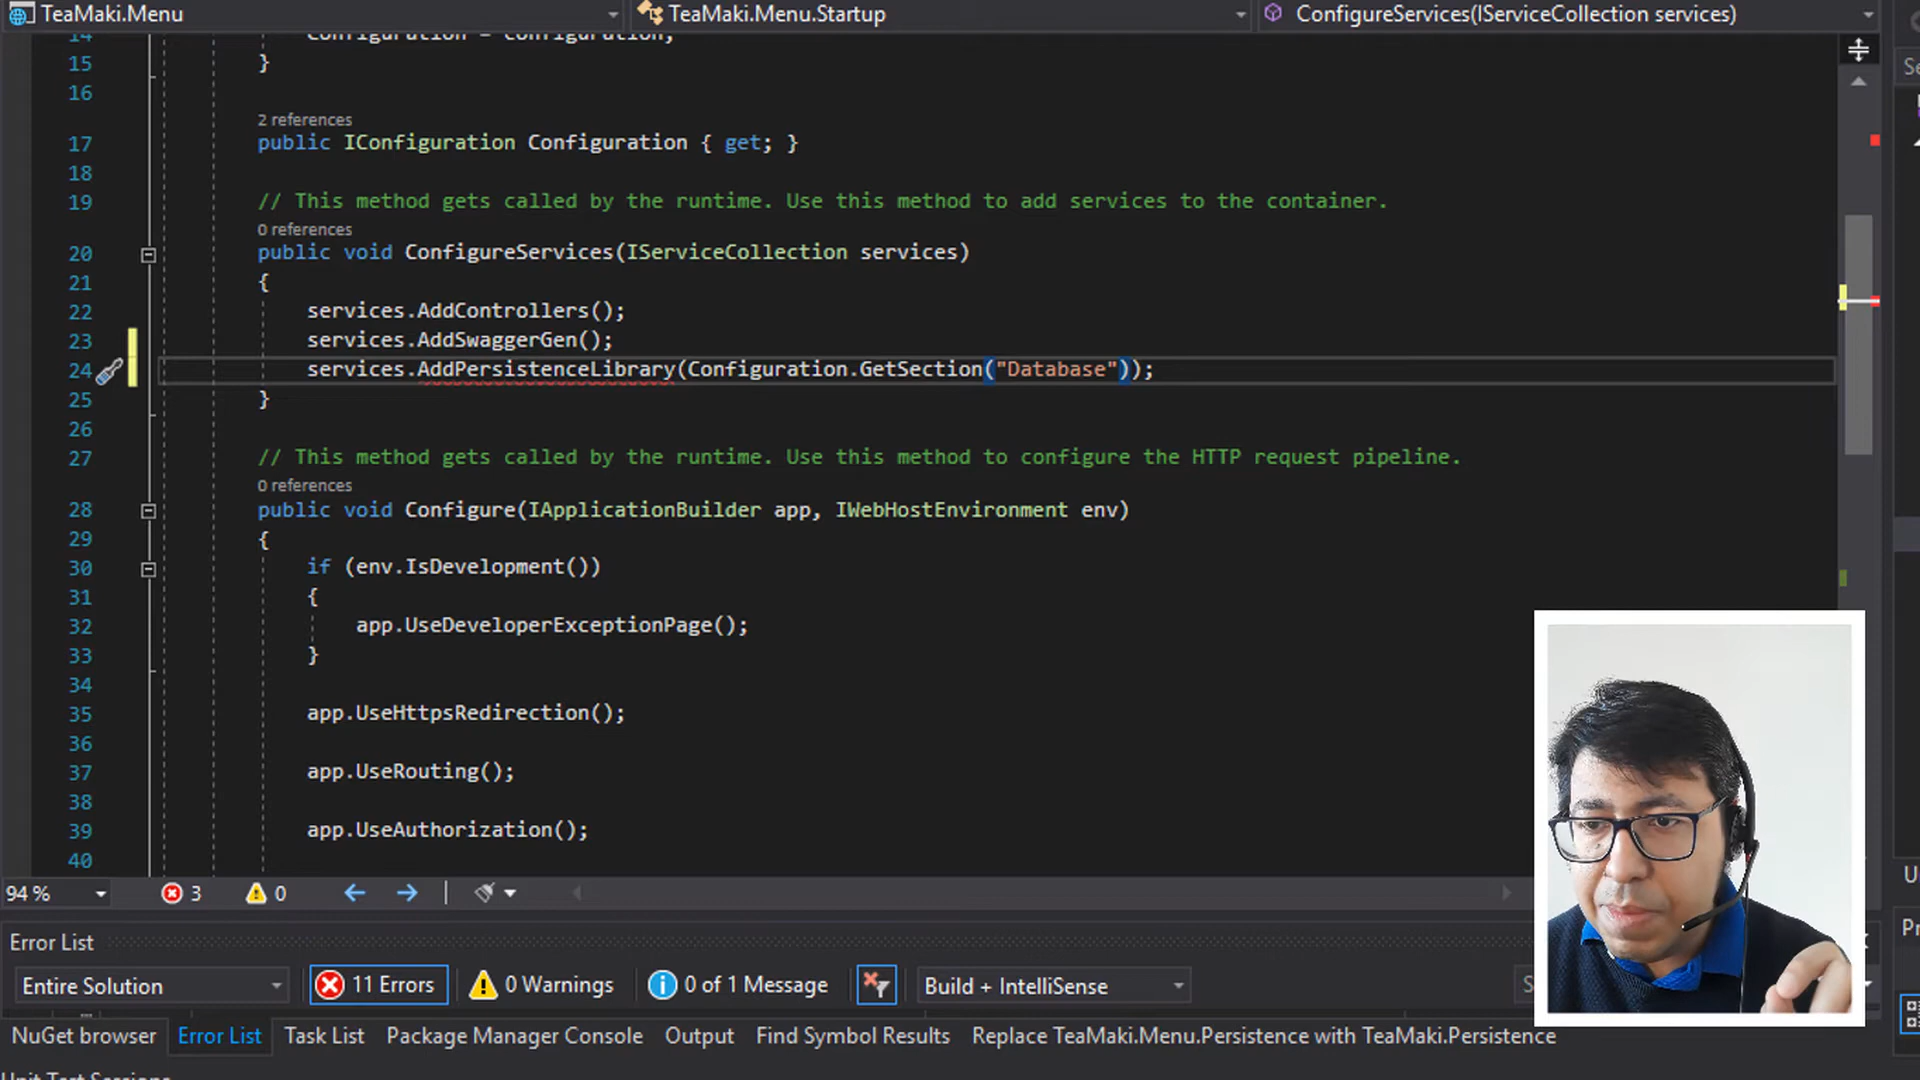 TeaMaki.Menu TeaMaki.Menu.Startup ConfigureServices(IServiceCollection services)
14 Configuration = configuration;
15 }
16
2 references
17 public IConfiguration Configuration { get; }
18
19 // This method gets called by the runtime. Use this method to add services to the container.
0 references
20 public void ConfigureServices(IServiceCollection services)
21 {
22 services.AddControllers();
23 services.AddSwaggerGen();
24 services.AddPersistenceLibrary(Configuration.GetSection("Database"));
25 }
26
27 // This method gets called by the runtime. Use this method to configure the HTTP request pipeline.
0 references
28 public void Configure(IApplicationBuilder app, IWebHostEnvironment env)
29 {
30 if (env.IsDevelopment())
31 {
32 app.UseDeveloperExceptionPage();
33 }
34
35 app.UseHttpsRedirection();
36
37 app.UseRouting();
38
39 app.UseAuthorization();
40
94 % 3 0
Error List
Entire Solution 11 Errors 0 Warnings 0 of 1 Message Build + IntelliSense
NuGet browser Error List Task List Package Manager Console Output Find Symbol Results Replace TeaMaki.Menu.Persistence with TeaMaki.Persistence
Unit Test Sessions